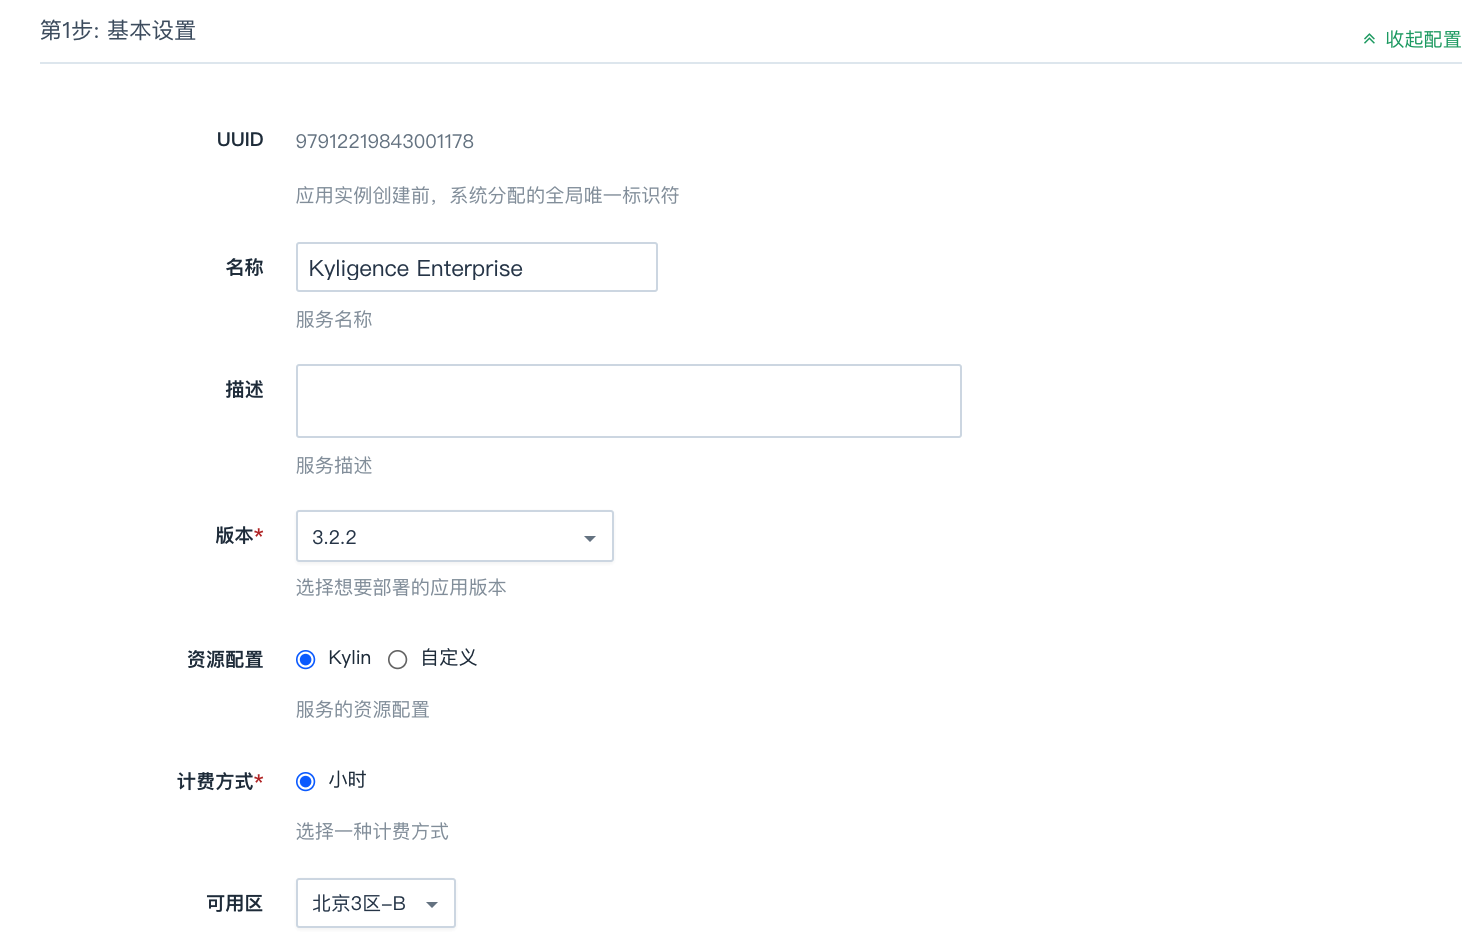 第1步: 基本设置
收起配置
UUID 97912219843001178
应用实例创建前，系统分配的全局唯一标识符
名称 Kyligence Enterprise
服务名称
描述
服务描述
版本* 3.2.2
选择想要部署的应用版本
资源配置 Kylin 自定义
服务的资源配置
计费方式* 小时
选择一种计费方式
可用区 北京3区-B